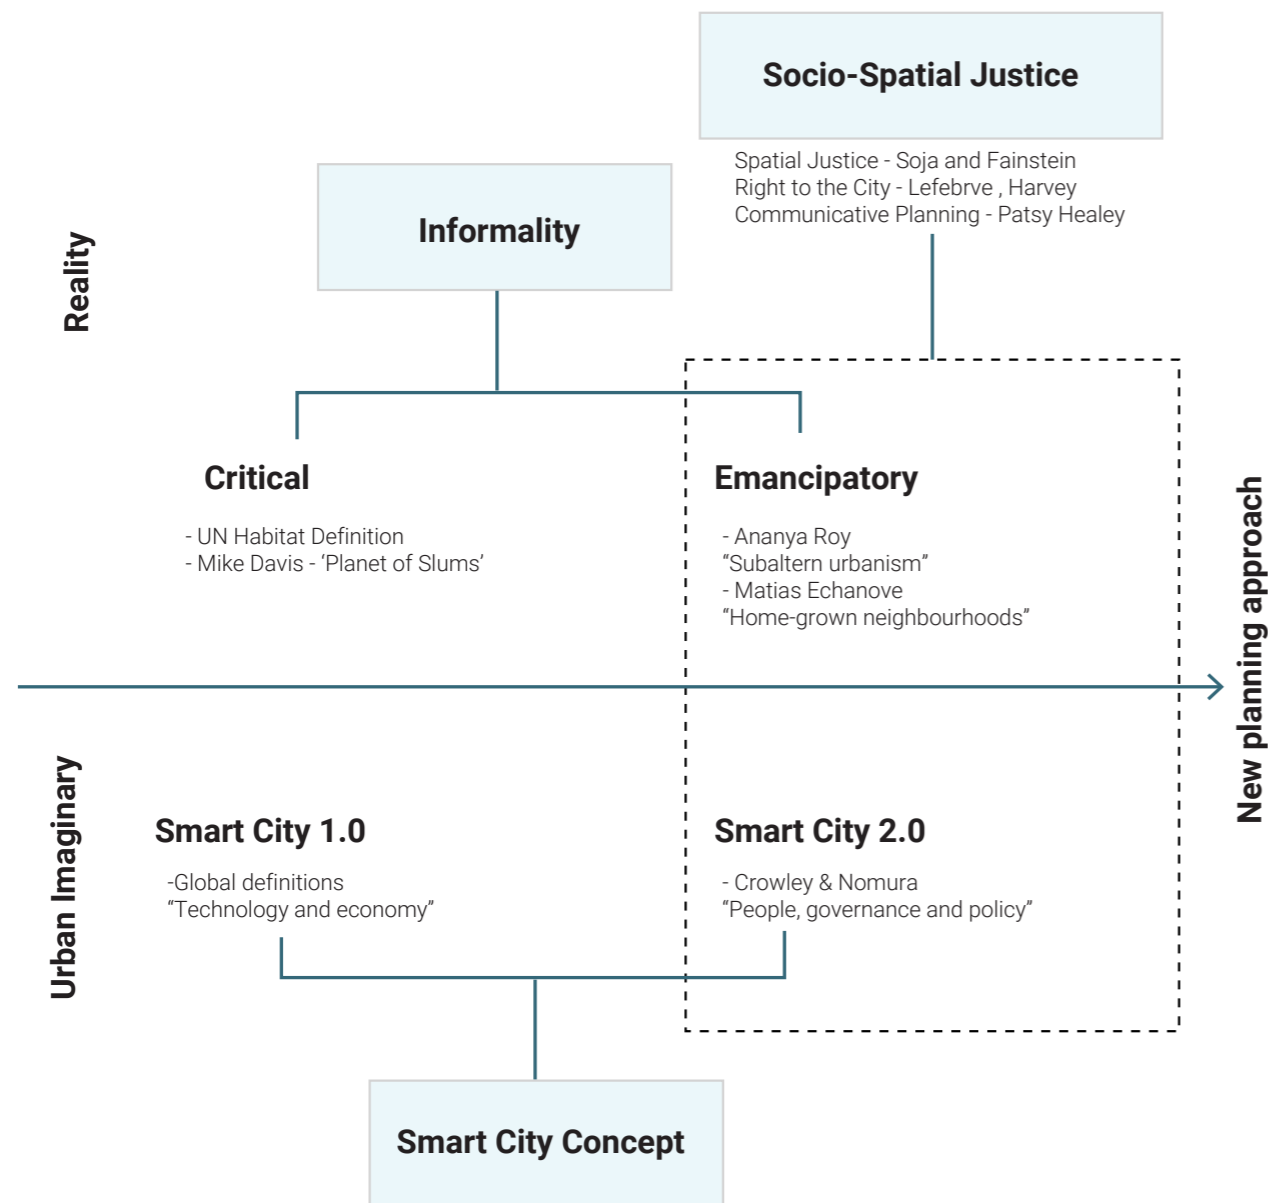 Socio-Spatial Justice
Spatial Justice - Soja and Fainstein
Right to the City - Lefebrve , Harvey
Communicative Planning - Patsy Healey
Informality
Reality
Critical
- UN Habitat Definition
- Mike Davis - ‘Planet of Slums’
Emancipatory
- Ananya Roy
“Subaltern urbanism”
- Matias Echanove
“Home-grown neighbourhoods”
New planning approach
Urban Imaginary
Smart City 1.0
-Global definitions
“Technology and economy”
Smart City 2.0
- Crowley & Nomura
“People, governance and policy”
Smart City Concept